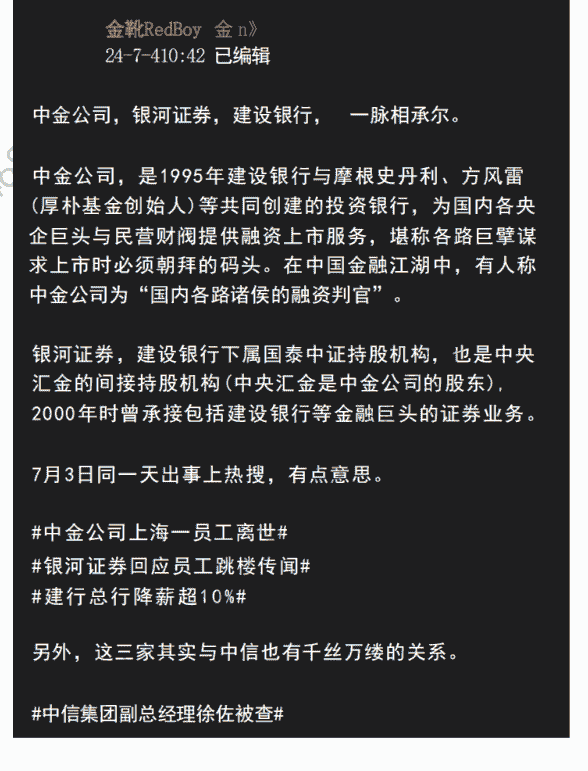 金靴RedBoy 金 n》
24-7-410:42 已编辑
中金公司，银河证券，建设银行， 一脉相承尔。
中金公司，是1995年建设银行与摩根史丹利、方风雷
(厚朴基金创始人)等共同创建的投资银行，为国内各央
企巨头与民营财阀提供融资上市服务，堪称各路巨擘谋
求上市时必须朝拜的码头。在中国金融江湖中，有人称
中金公司为“国内各路诸侯的融资判官”。
银河证券，建设银行下属国泰中证持股机构，也是中央
汇金的间接持股机构(中央汇金是中金公司的股东),
2000年时曾承接包括建设银行等金融巨头的证券业务。
7月3日同一天出事上热搜，有点意思。
#中金公司上海一员工离世#
#银河证券回应员工跳楼传闻#
#建行总行降薪超10%#
另外，这三家其实与中信也有千丝万缕的关系。
#中信集团副总经理徐佐被查#